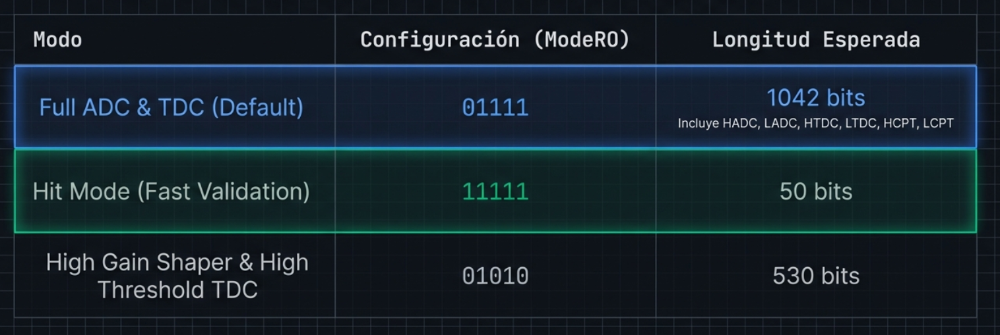 Modo
Configuración (ModeRO)
Longitud Esperada
Full ADC & TDC (Default)
01111
1042 bits
Incluye HADC, LADC, HTDC, LTDC, HCPT, LCPT
Hit Mode (Fast Validation)
11111
50 bits
High Gain Shaper & High
Threshold TDC
01010
530 bits